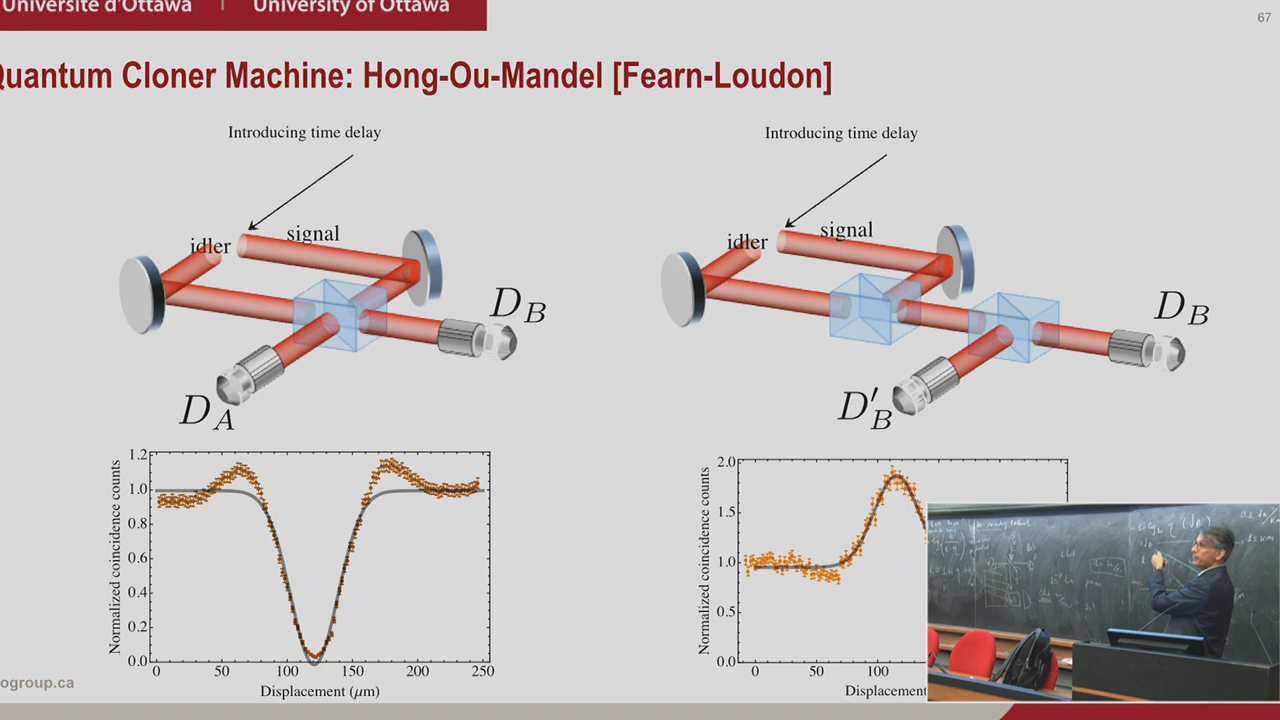 Université d'Ottawa | University of Ottawa
67
Quantum Cloner Machine: Hong-Ou-Mandel [Fearn-Loudon]
Introducing time delay
idler
signal
D_B
D_A
Introducing time delay
idler
signal
D_B
D'_B
Normalized coincidence counts
1.2
1.0
0.8
0.6
0.4
0.2
0.0
0 50 100 150 200 250
Displacement (μm)
Normalized coincidence counts
2.0
1.5
1.0
0.5
0.0
0 50 100
Displacement
ogroup.ca